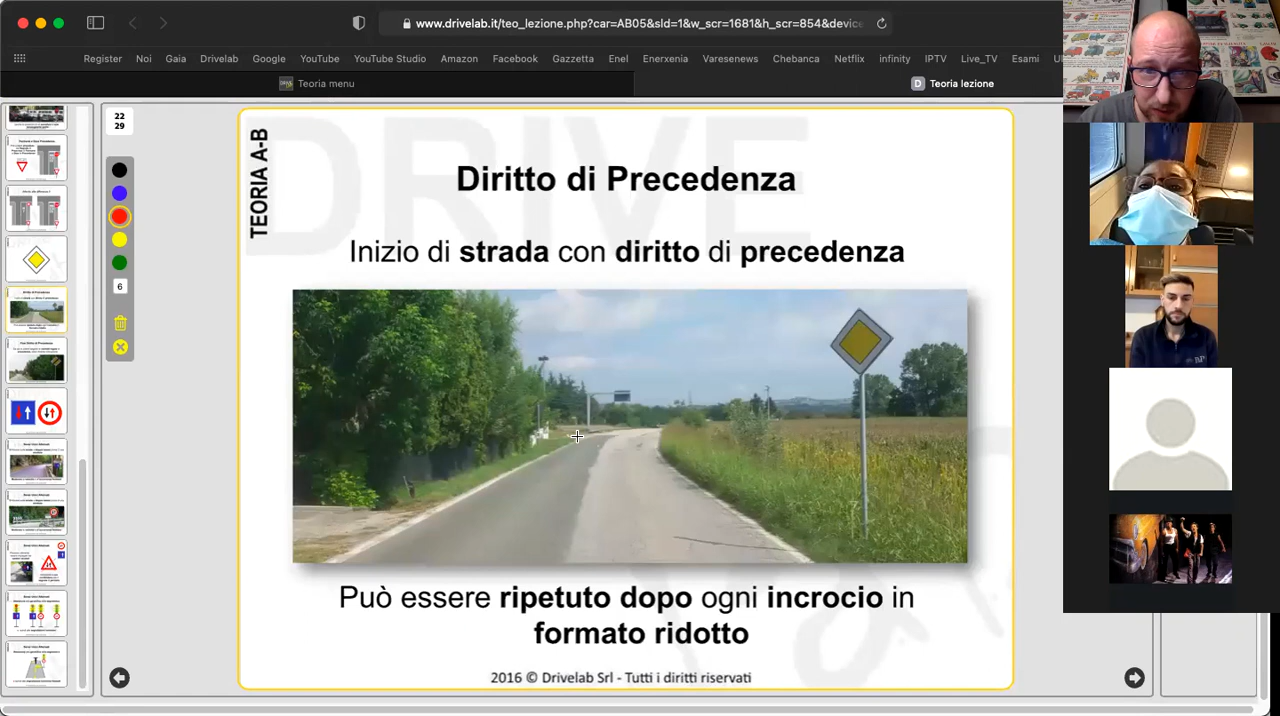 www.drivelab.it/teo_lezione.php?car=AB05&sld=1&w_scr=1681&h_scr=854&device
Register Noi Gaia Drivelab Google YouTube YouTube Studio Amazon Facebook Gazzetta Enel Enerxenia Varesenews Chebanca Netflix infinity IPTV Live_TV Esami
Teoria menu
D Teoria lezione
22
29
6
TEORIA A-B
DRIVE
Diritto di Precedenza
Inizio di strada con diritto di precedenza
Può essere ripetuto dopo ogni incrocio in
formato ridotto
2016 © Drivelab Srl - Tutti i diritti riservati